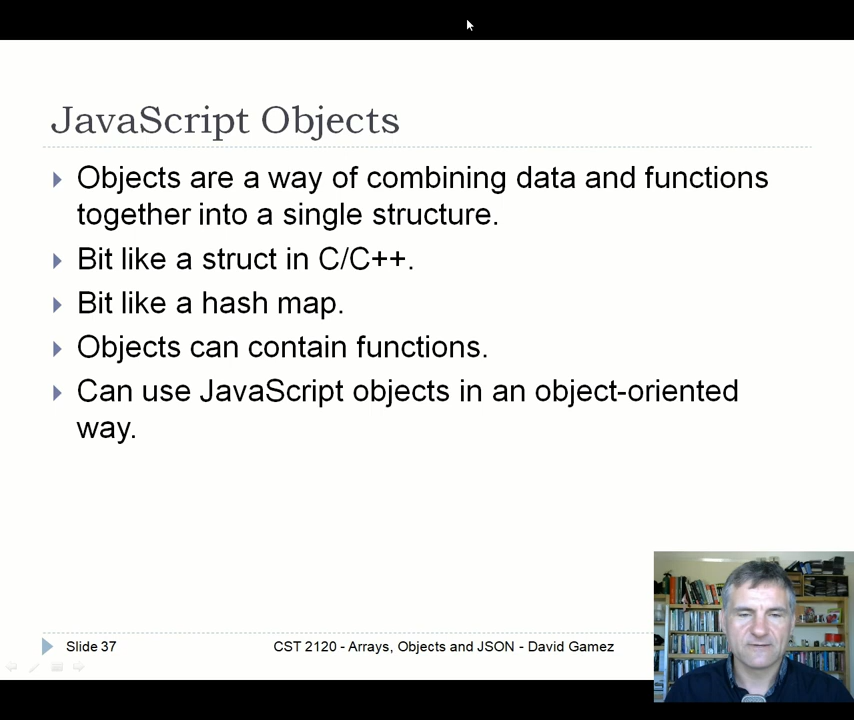 JavaScript Objects
Objects are a way of combining data and functions
together into a single structure.
Bit like a struct in C/C++.
Bit like a hash map.
Objects can contain functions.
Can use JavaScript objects in an object-oriented
way.
Slide 37
CST 2120 - Arrays, Objects and JSON - David Gamez